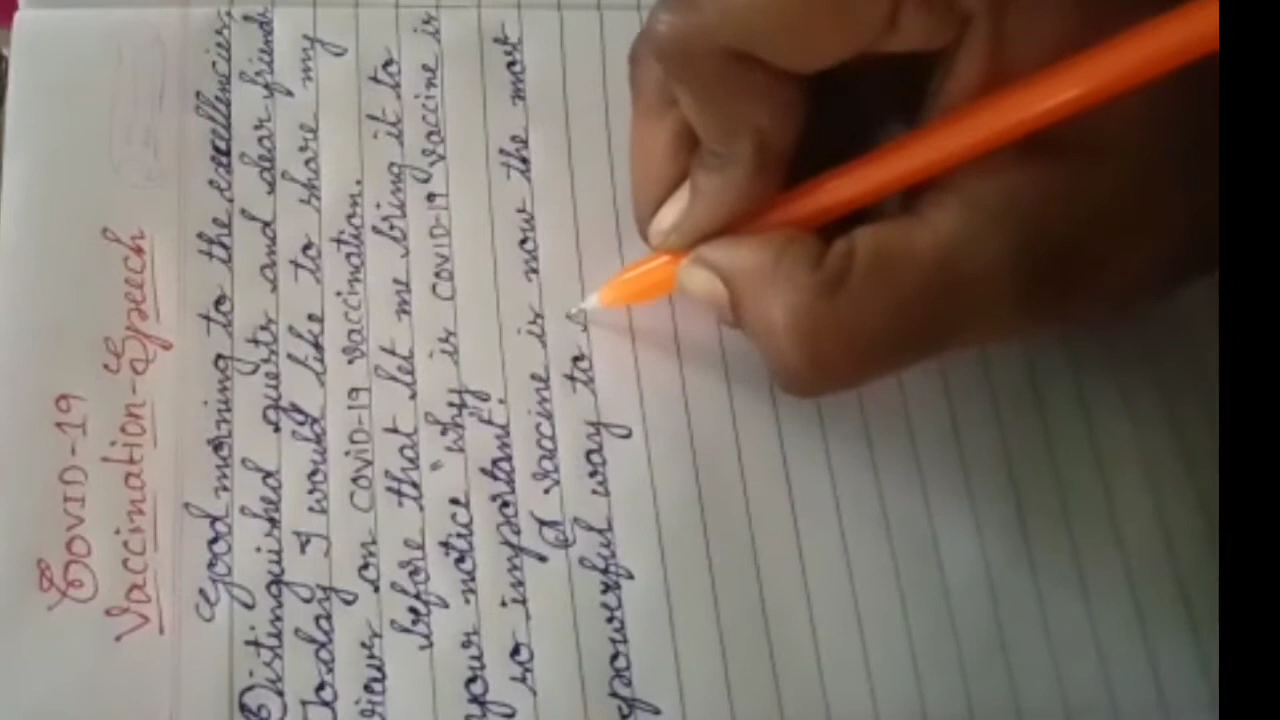 COVID-19
Vaccination-Speech
Good morning to the excellencies,
Distinguished guests and dear friends
Today I would like to share my
views on COVID-19 vaccination.
before that let me bring it to
your notice "why is COVID-19 vaccine is
so important".
A vaccine is now the most
powerful way to